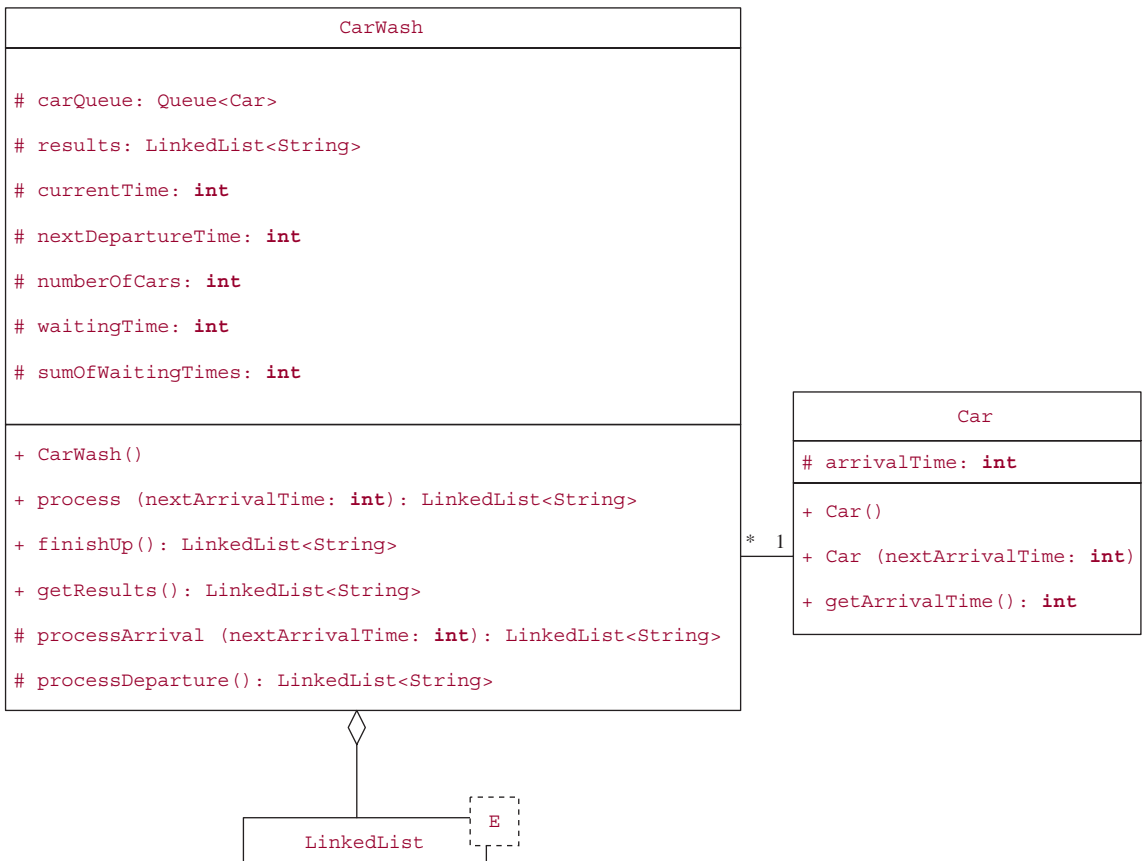 CarWash
# carQueue: Queue<Car>
# results: LinkedList<String>
# currentTime: int
# nextDepartureTime: int
# numberOfCars: int
# waitingTime: int
# sumOfWaitingTimes: int
+ CarWash()
+ process (nextArrivalTime: int): LinkedList<String>
+ finishUp(): LinkedList<String>
+ getResults(): LinkedList<String>
# processArrival (nextArrivalTime: int): LinkedList<String>
# processDeparture(): LinkedList<String>
* 1
Car
# arrivalTime: int
+ Car()
+ Car (nextArrivalTime: int)
+ getArrivalTime(): int
E
LinkedList